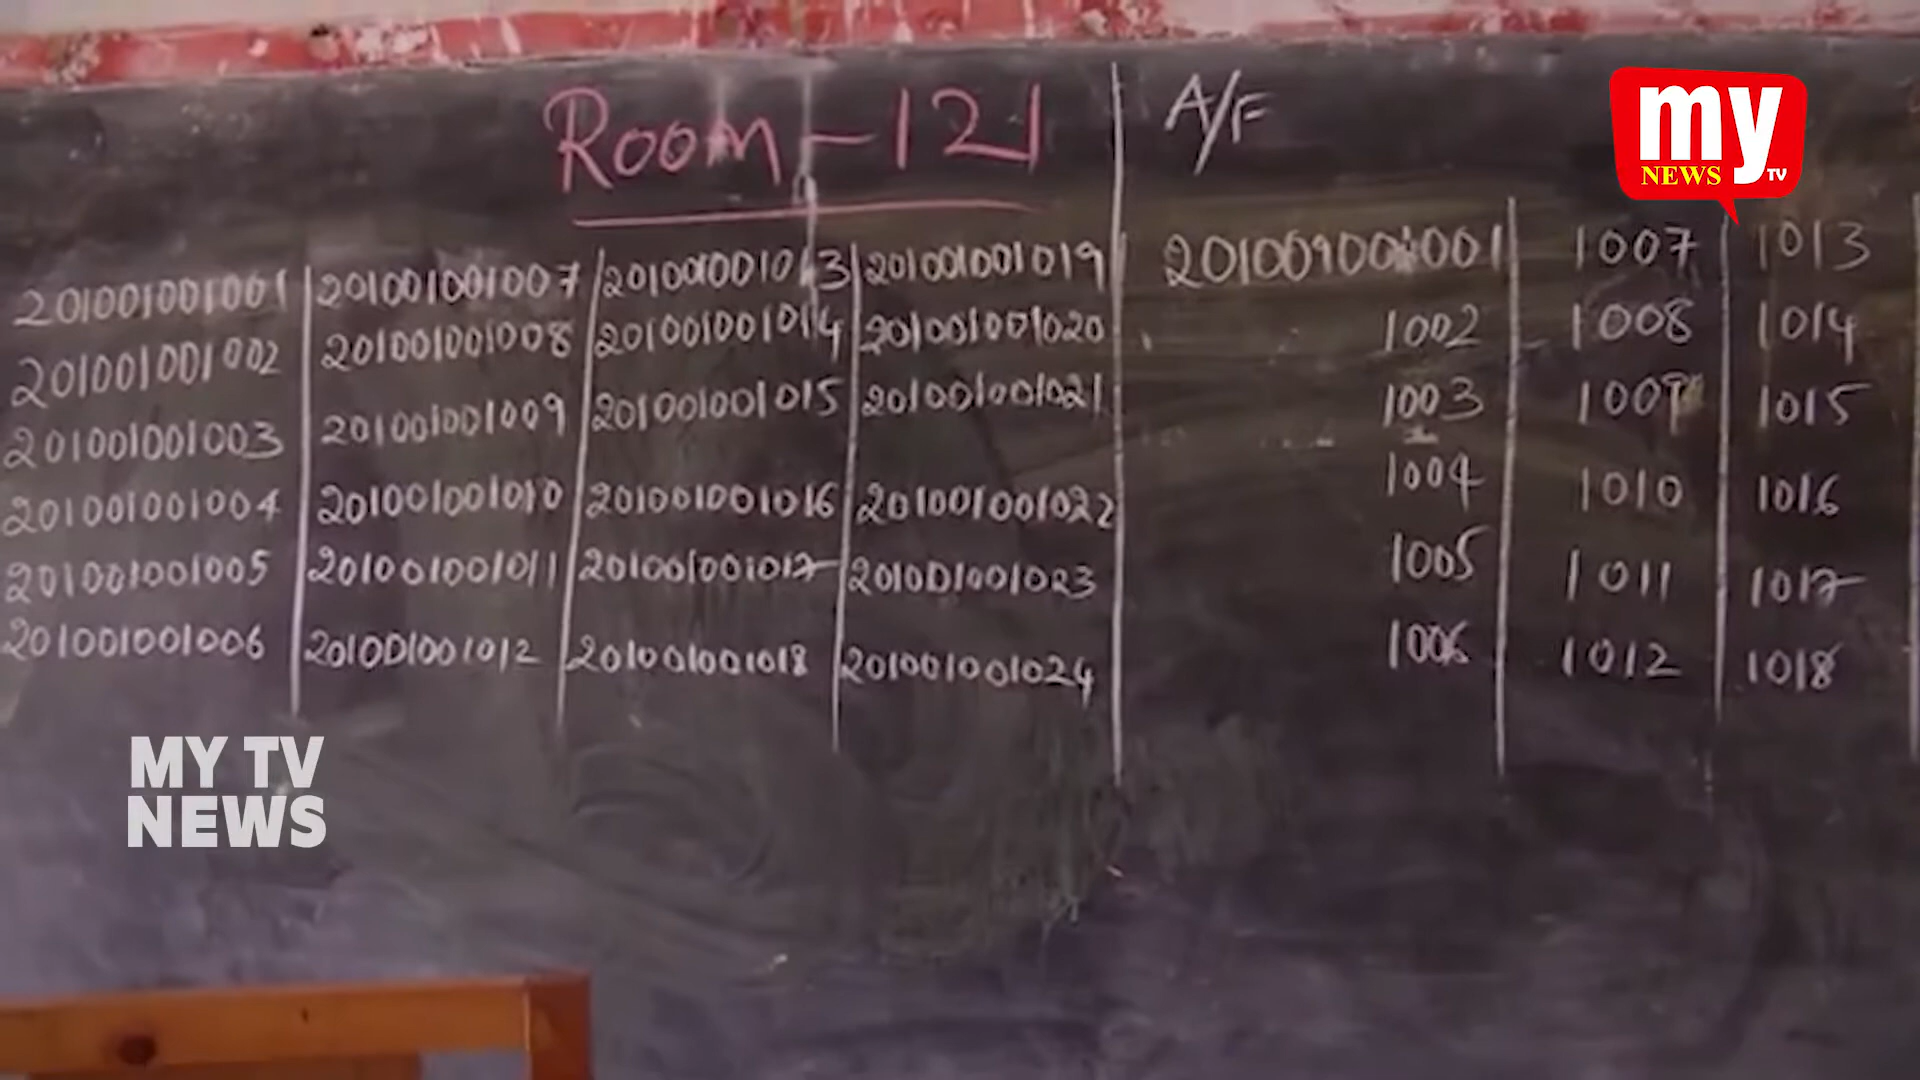 Room-121
A/F
my
NEWS TV
201001001001 201001001007 201001001013 201001001019
201001001002 201001001008 201001001014 201001001020
201001001003 201001001009 201001001015 201001001021
201001001004 201001001010 201001001016 201001001022
201001001005 201001001011 201001001017 201001001023
201001001006 201001001012 201001001018 201001001024
201009001001 1007 1013
1002 1008 1014
1003 1009 1015
1004 1010 1016
1005 1011 1017
1006 1012 1018
MY TV
NEWS